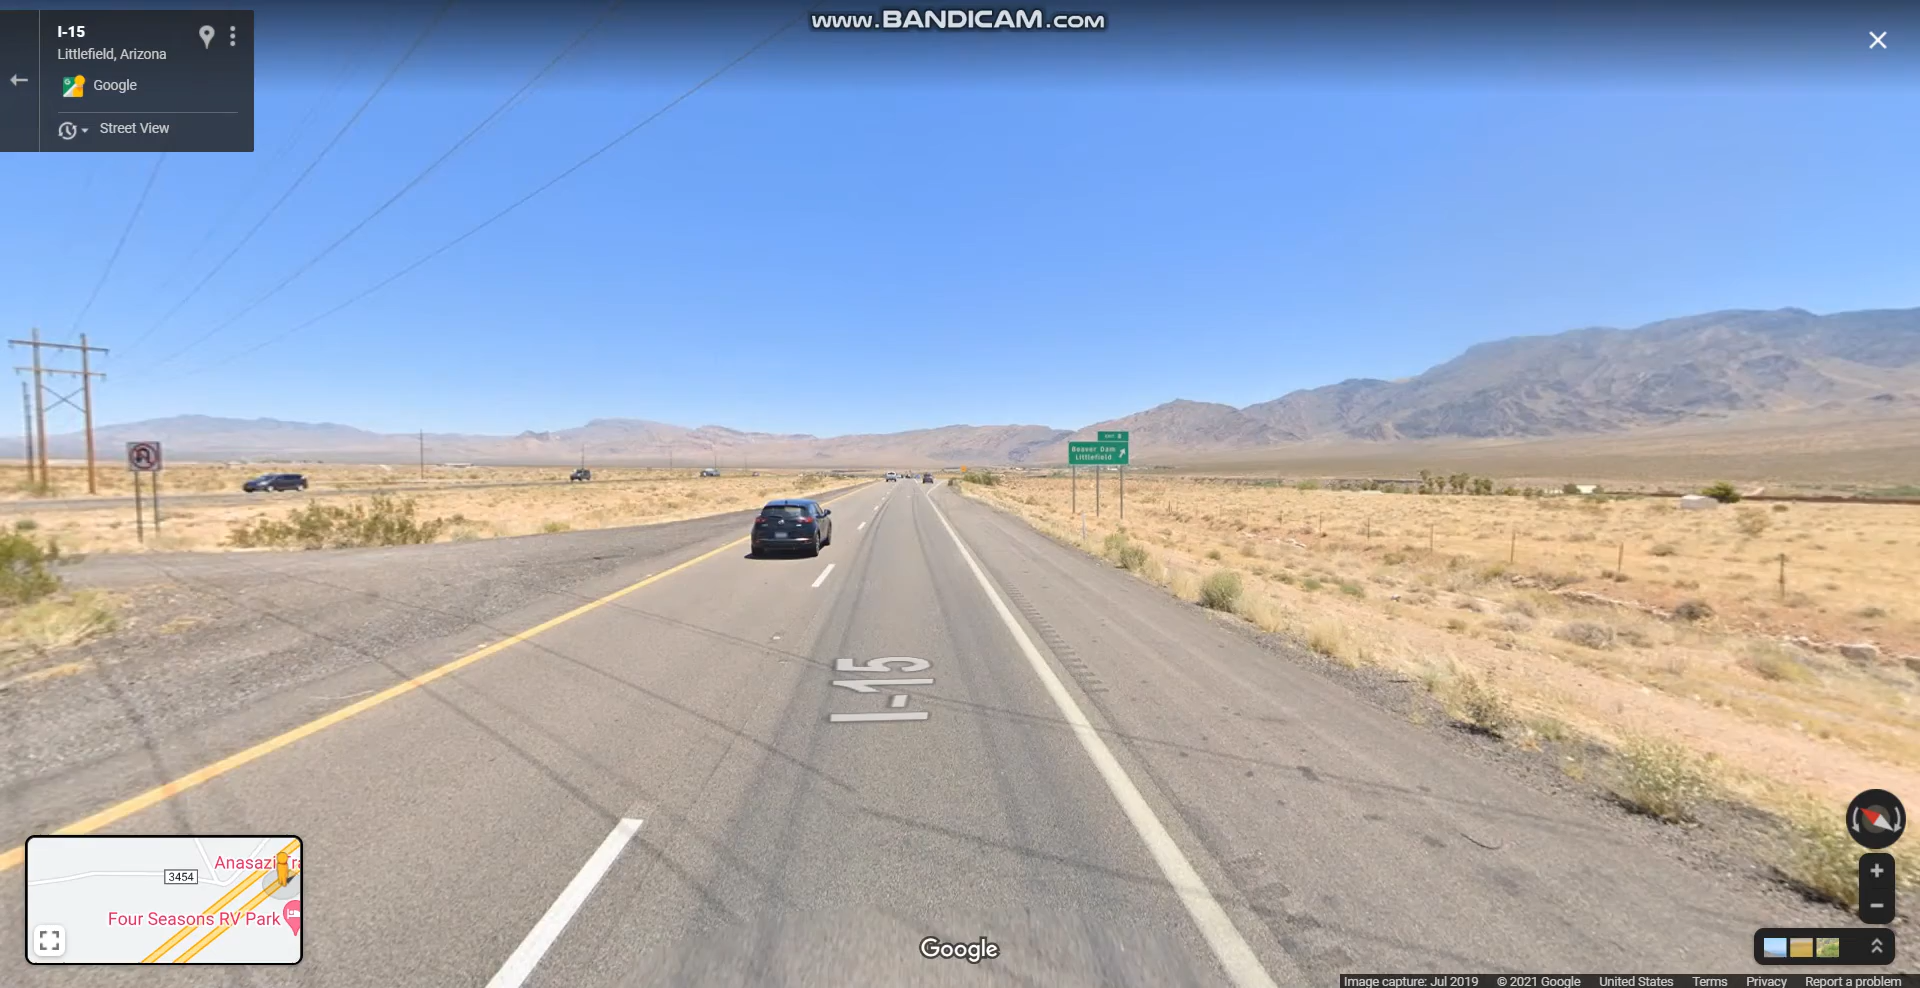 www.BANDICAM.com
I-15
Littlefield, Arizona
Google
Street View
Beaver Dam
Littlefield
I-15
3454
Anasazi
Four Seasons RV Park
Google
Image capture: Jul 2019 © 2021 Google United States Terms Privacy Report a problem